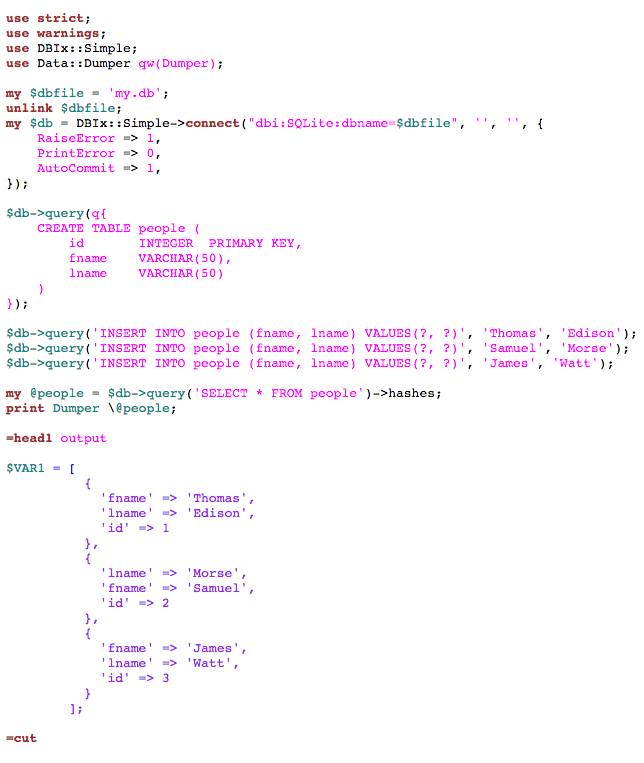 use strict;
use warnings;
use DBIx::Simple;
use Data::Dumper qw(Dumper);

my $dbfile = 'my.db';
unlink $dbfile;
my $db = DBIx::Simple->connect("dbi:SQLite:dbname=$dbfile", '', '', {
    RaiseError => 1,
    PrintError => 0,
    AutoCommit => 1,
});

$db->query(q{
    CREATE TABLE people (
        id       INTEGER  PRIMARY KEY,
        fname    VARCHAR(50),
        lname    VARCHAR(50)
    )
});

$db->query('INSERT INTO people (fname, lname) VALUES(?, ?)', 'Thomas', 'Edison');
$db->query('INSERT INTO people (fname, lname) VALUES(?, ?)', 'Samuel', 'Morse');
$db->query('INSERT INTO people (fname, lname) VALUES(?, ?)', 'James', 'Watt');

my @people = $db->query('SELECT * FROM people')->hashes;
print Dumper \@people;

=head1 output

$VAR1 = [
          {
            'fname' => 'Thomas',
            'lname' => 'Edison',
            'id' => 1
          },
          {
            'lname' => 'Morse',
            'fname' => 'Samuel',
            'id' => 2
          },
          {
            'fname' => 'James',
            'lname' => 'Watt',
            'id' => 3
          }
        ];

=cut